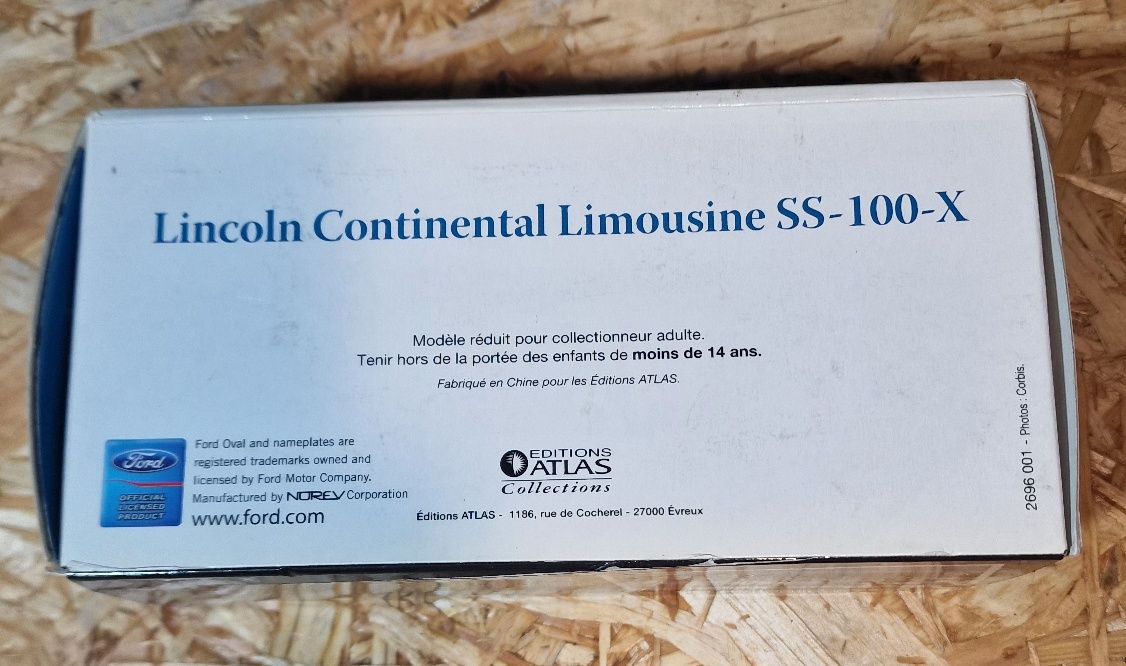 Lincoln Continental Limousine SS-100-X
Modèle réduit pour collectionneur adulte.
Tenir hors de la portée des enfants de moins de 14 ans.
Fabriqué en Chine pour les Éditions ATLAS.
Ford
OFFICIAL
LICENSED
PRODUCT
Ford Oval and nameplates are
registered trademarks owned and
licensed by Ford Motor Company.
Manufactured by NOREV Corporation
www.ford.com
EDITIONS
ATLAS
Collections
Éditions ATLAS - 1186, rue de Cocherel - 27000 Évreux
2696 001 - Photos : Corbis.